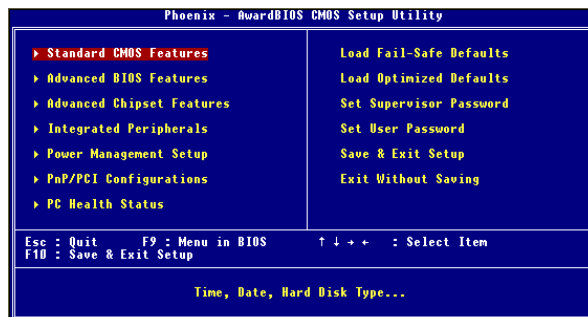 Phoenix - AwardBIOS CMOS Setup Utility
▸ Standard CMOS Features
▸ Advanced BIOS Features
▸ Advanced Chipset Features
▸ Integrated Peripherals
▸ Power Management Setup
▸ PnP/PCI Configurations
▸ PC Health Status
Load Fail-Safe Defaults
Load Optimized Defaults
Set Supervisor Password
Set User Password
Save & Exit Setup
Exit Without Saving
Esc : Quit F9 : Menu in BIOS ↑ ↓ → ← : Select Item
F10 : Save & Exit Setup
Time, Date, Hard Disk Type...